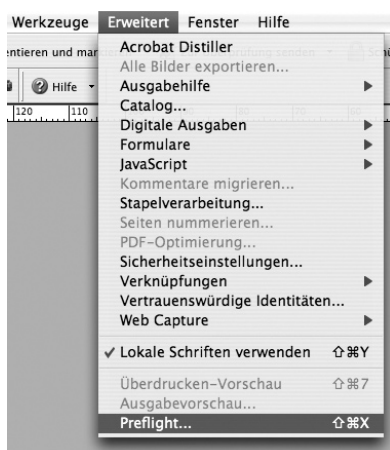 Werkzeuge Erweitert Fenster Hilfe
entieren und mar
Hilfe
120 110
Acrobat Distiller
Alle Bilder exportieren...
Ausgabehilfe
Catalog...
Digitale Ausgaben
Formulare
JavaScript
Kommentare migrieren...
Stapelverarbeitung...
Seiten nummerieren...
PDF-Optimierung...
Sicherheitseinstellungen...
Verknüpfungen
Vertrauenswürdige Identitäten...
Web Capture
✓ Lokale Schriften verwenden ⇧⌘Y
Überdrucken-Vorschau ⇧⌘7
Ausgabevorschau...
Preflight... ⇧⌘X